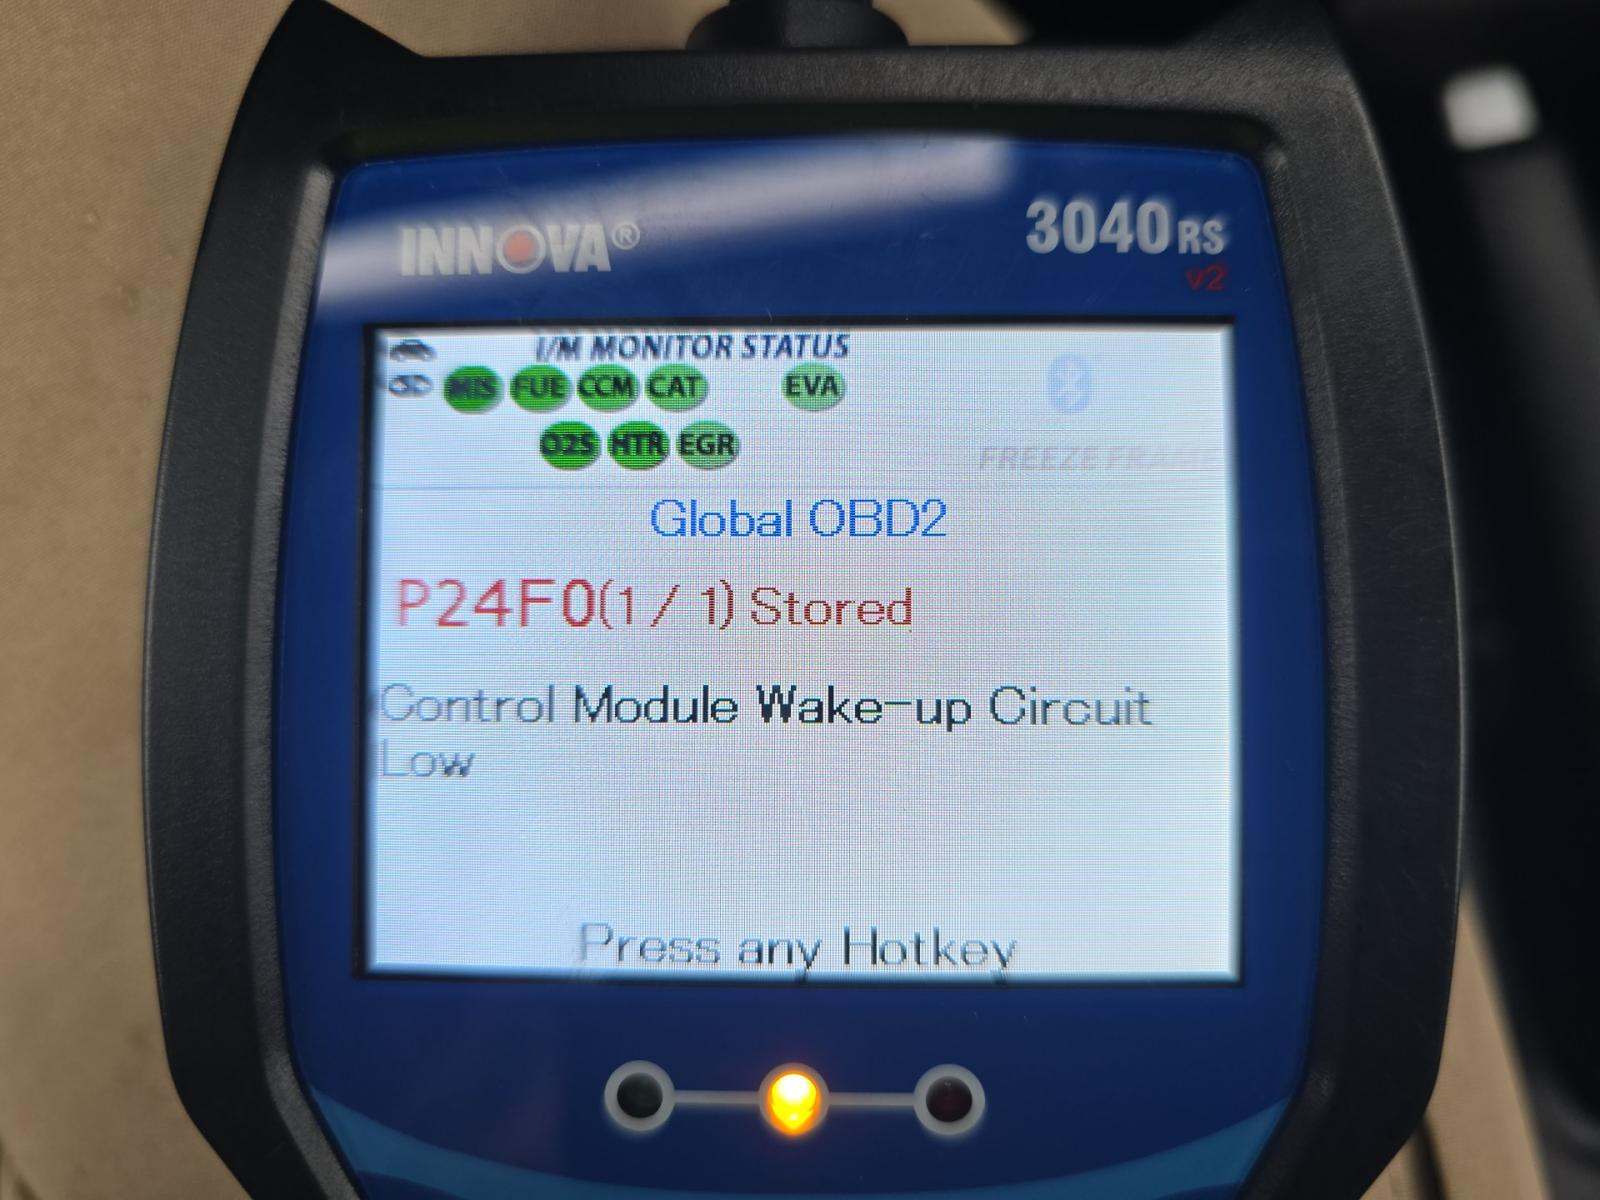 INNOVA®
3040RS
v2
I/M MONITOR STATUS
MIS FUE CCM CAT EVA
O2S HTR EGR
FREEZE FRAME
Global OBD2
P24F0(1 / 1) Stored
Control Module Wake-up Circuit
Low
Press any Hotkey